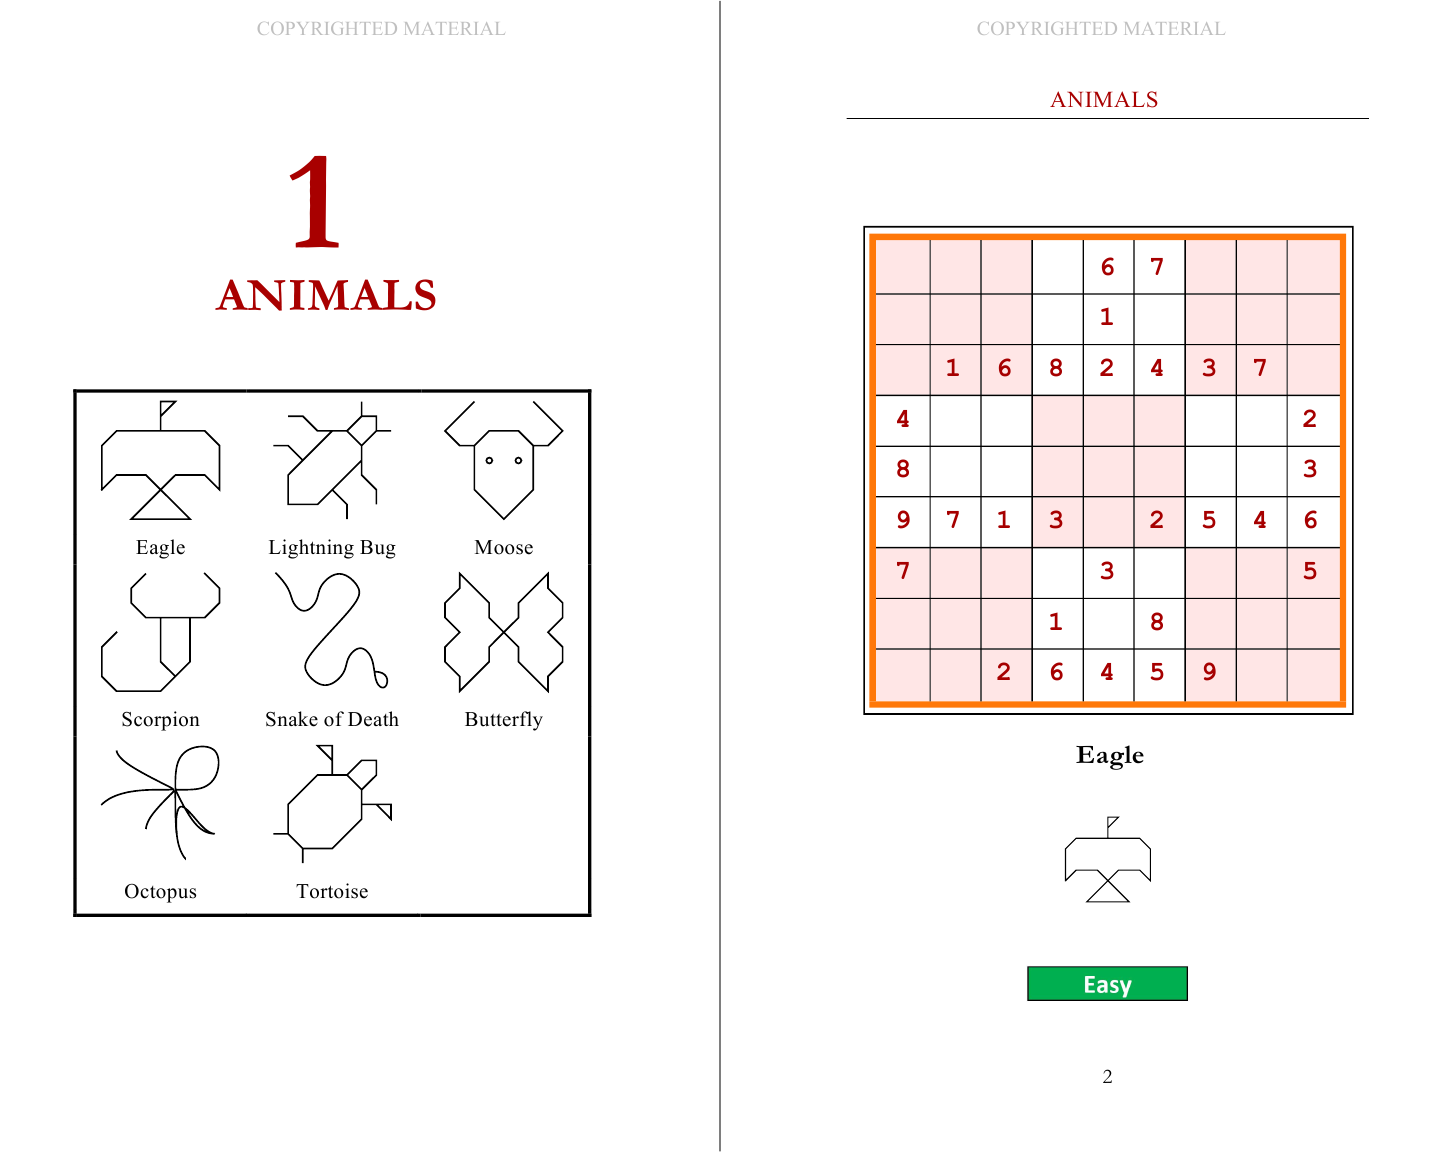 COPYRIGHTED MATERIAL
1
ANIMALS
Eagle Lightning Bug Moose
Scorpion Snake of Death Butterfly
Octopus Tortoise
COPYRIGHTED MATERIAL
ANIMALS
6 7
1
1 6 8 2 4 3 7
4 2
8 3
9 7 1 3 2 5 4 6
7 3 5
1 8
2 6 4 5 9
Eagle
Easy
2